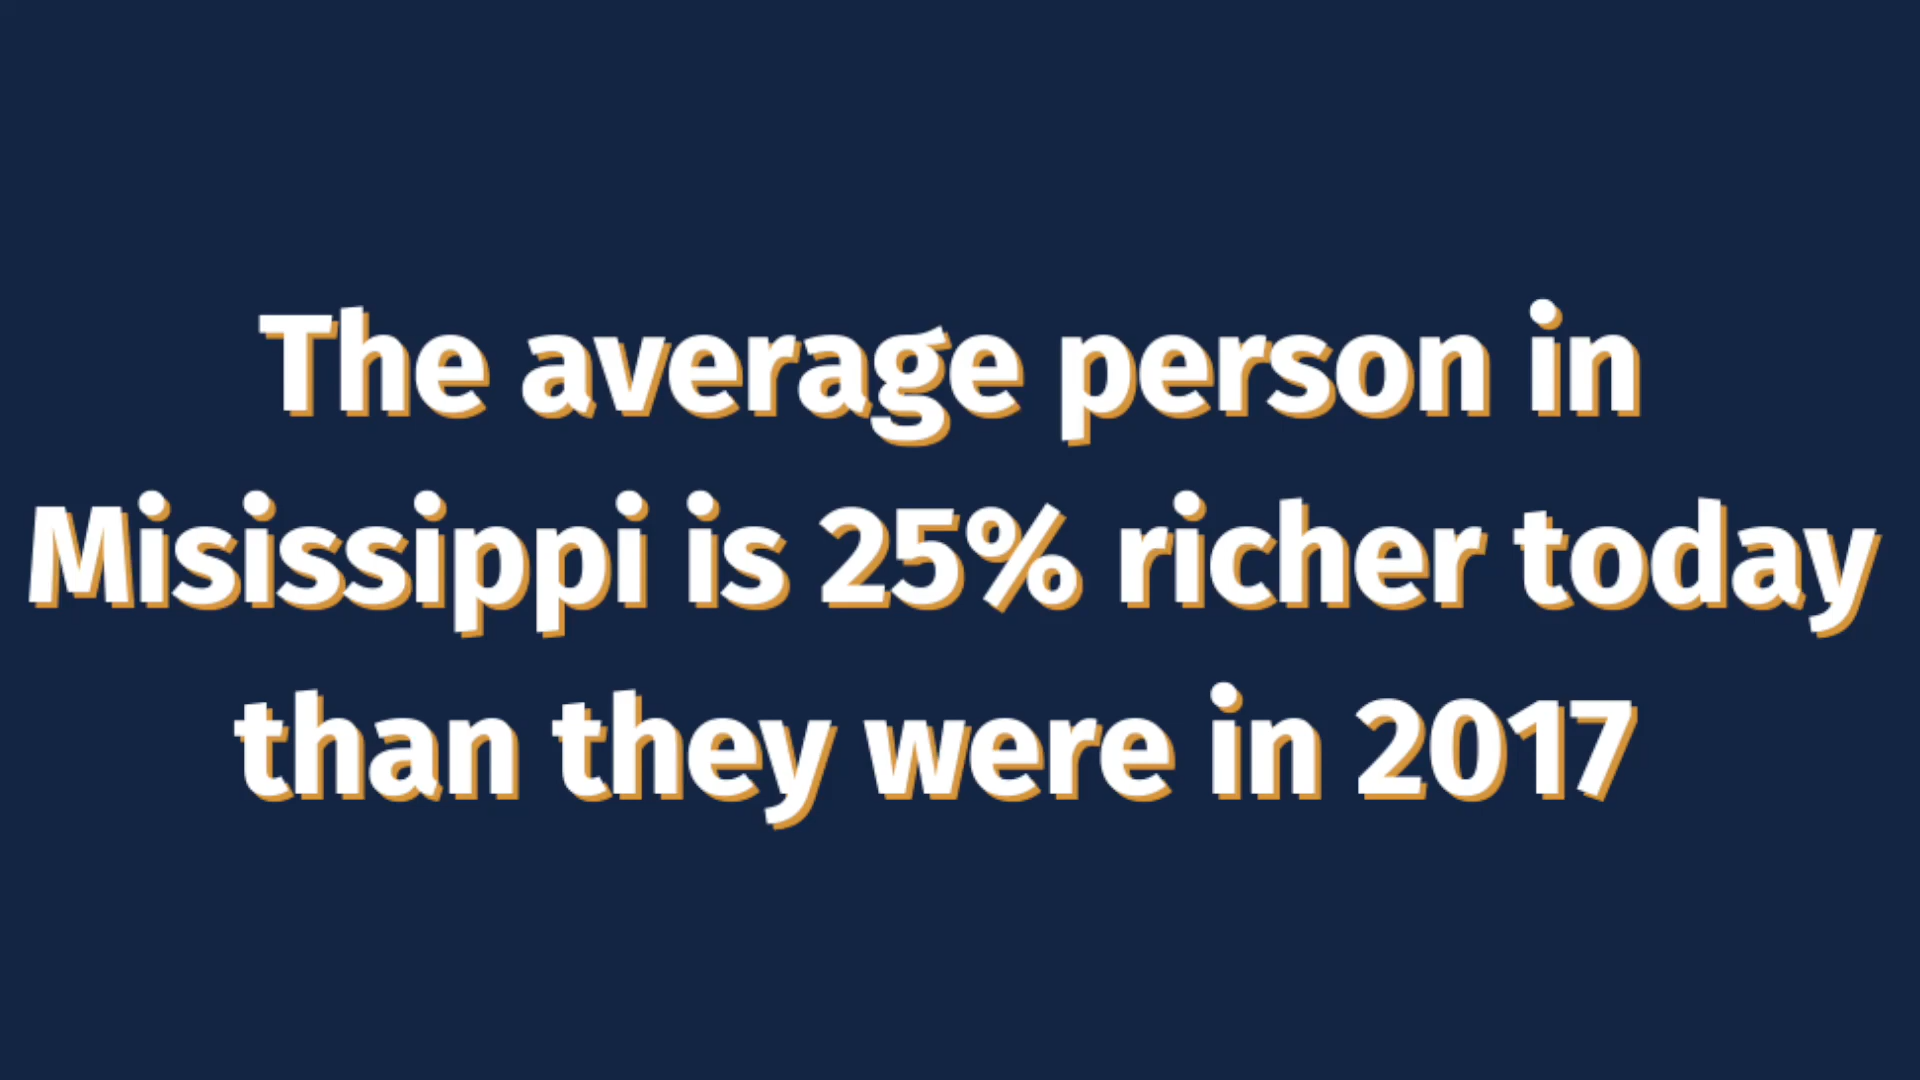 The average person in
Misissippi is 25% richer today
than they were in 2017